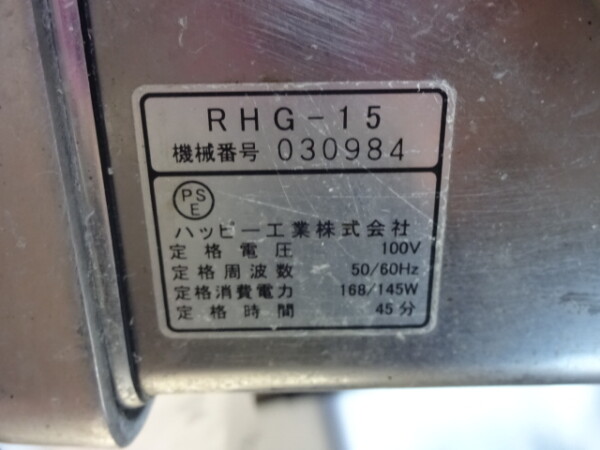 RHG-15
機械番号 030984
PS
E
ハッピー工業株式会社
定格電圧 100V
定格周波数 50/60Hz
定格消費電力 168/145W
定格時間 45分